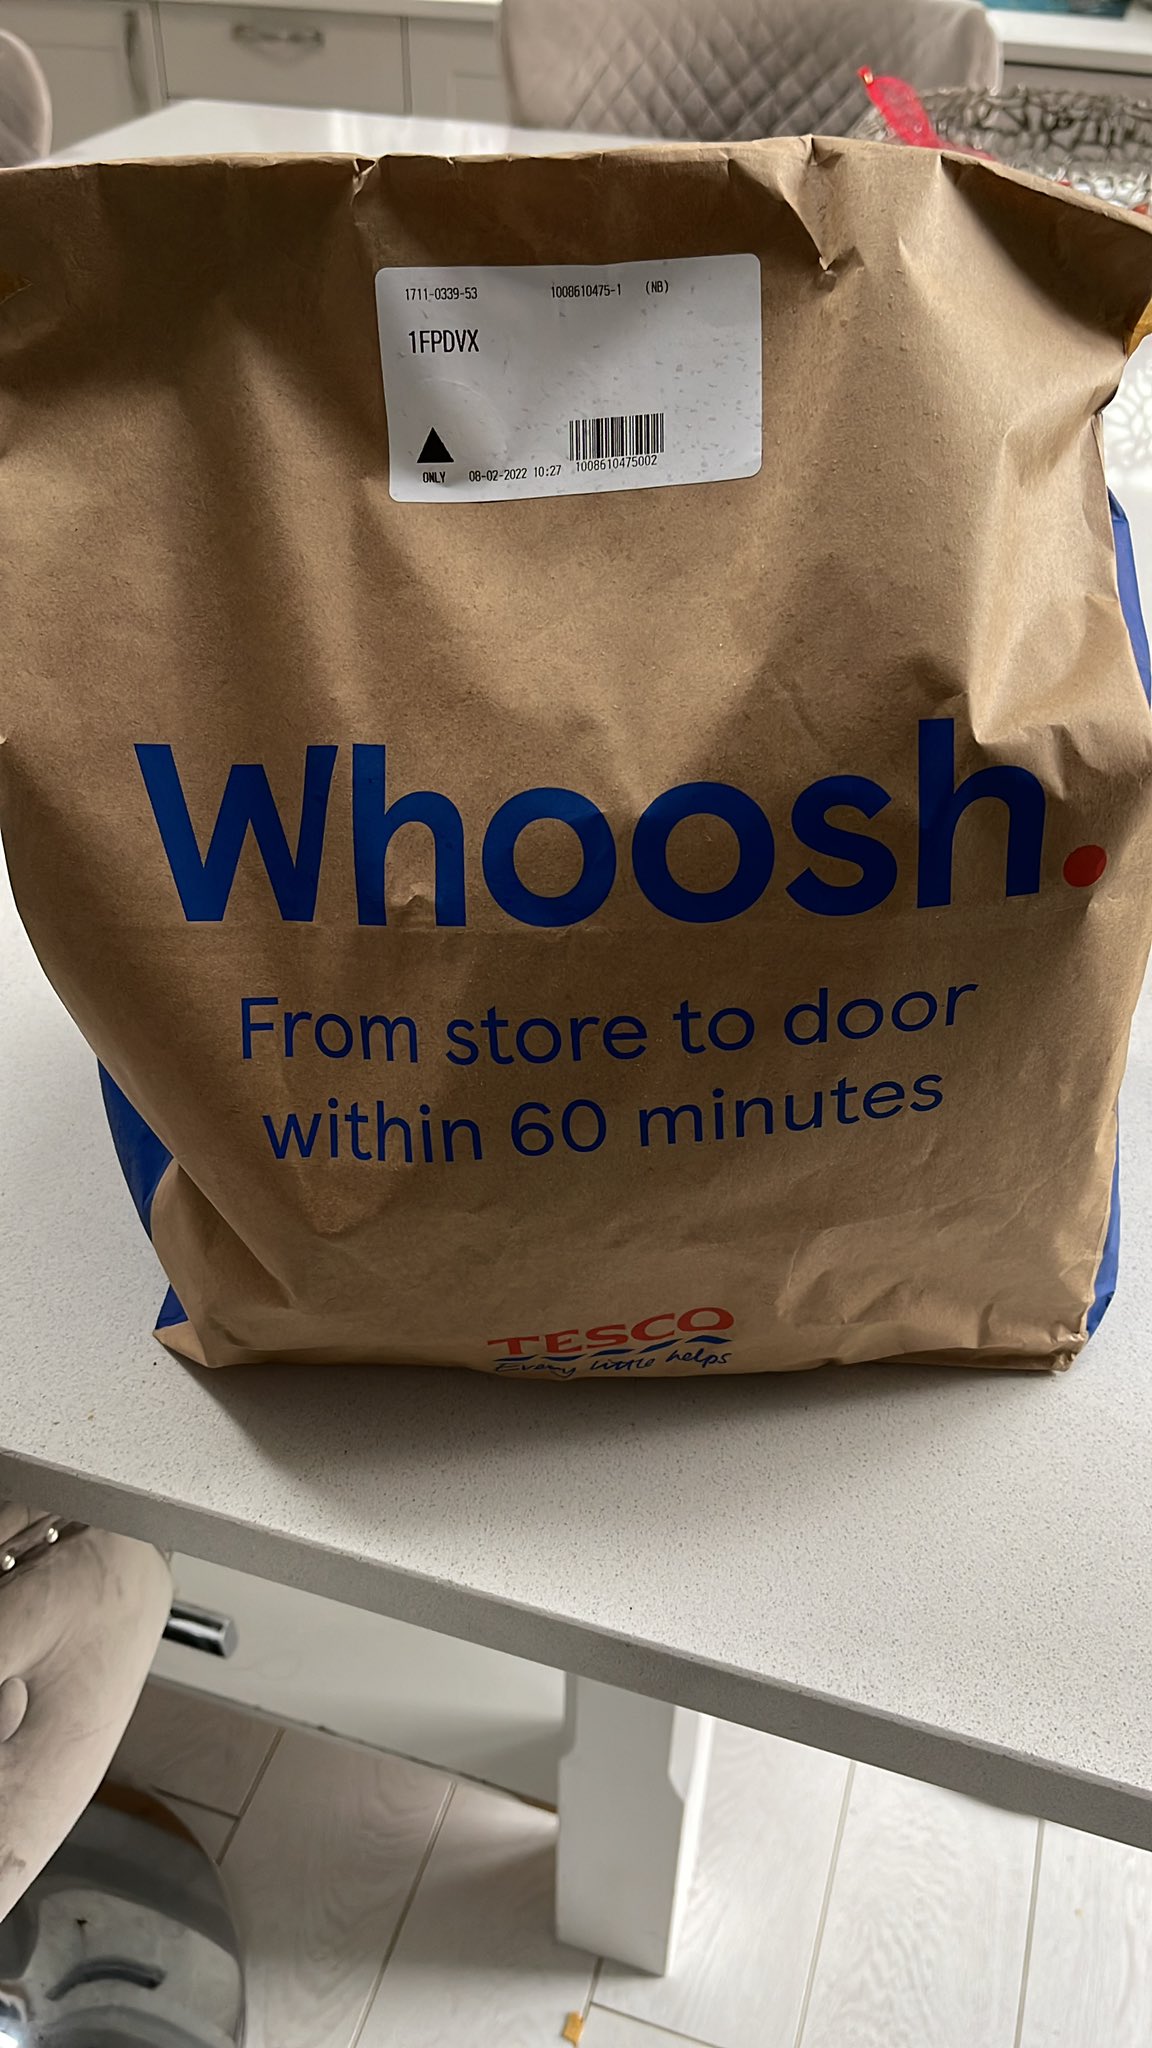 1711-0339-53 1008610475-1 (NB)
1FPDVX
ONLY 08-02-2022 10:27 1008610475002
Whoosh.
From store to door
within 60 minutes
TESCO
Every little helps